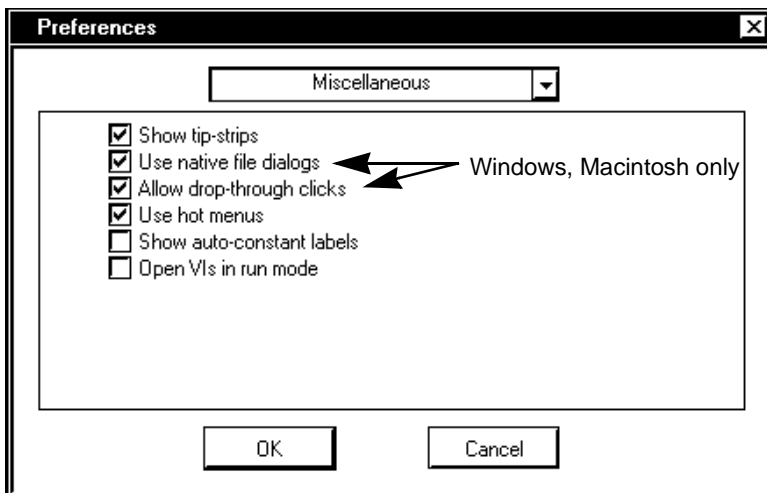 Preferences
Miscellaneous
Show tip-strips
Use native file dialogs
Windows, Macintosh only
Allow drop-through clicks
Use hot menus
Show auto-constant labels
Open VIs in run mode
OK
Cancel